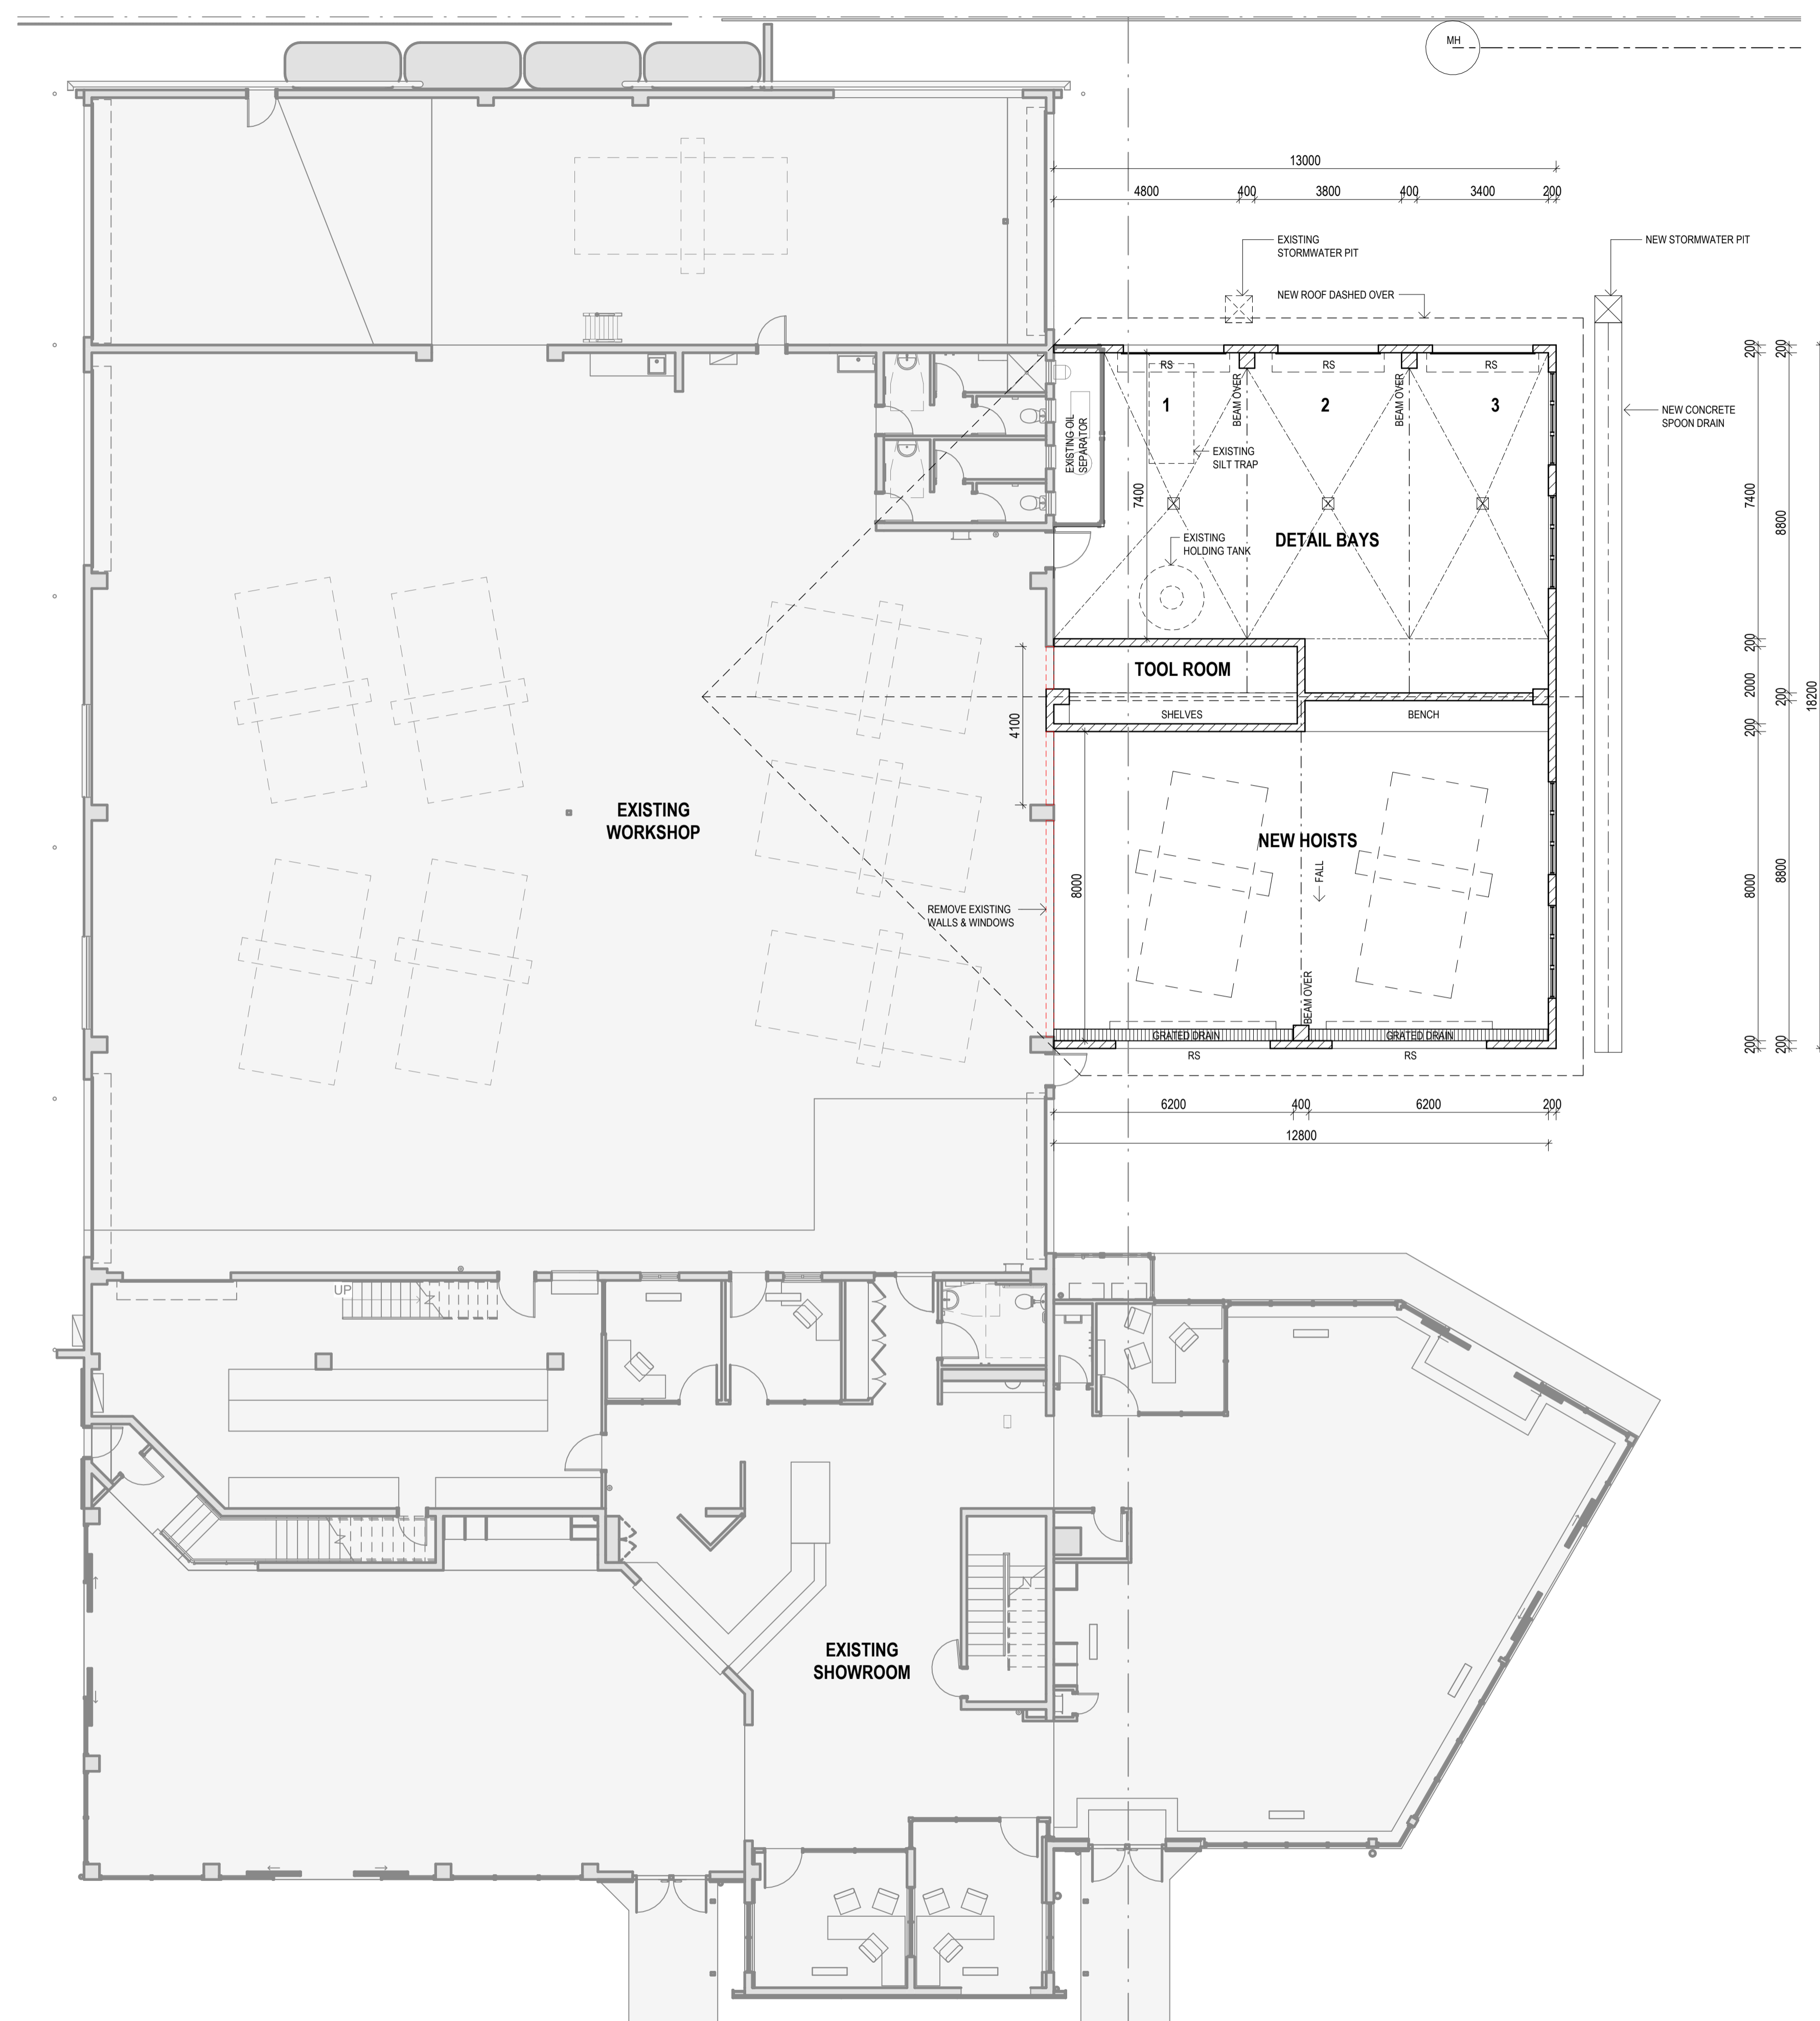 MH
13000
4800
400
3800
400
3400
200
EXISTING
STORMWATER PIT
NEW STORMWATER PIT
NEW ROOF DASHED OVER
RS
RS
RS
1
2
3
BEAM OVER
BEAM OVER
EXISTING OIL
SEPARATOR
EXISTING
SILT TRAP
NEW CONCRETE
SPOON DRAIN
7400
EXISTING
HOLDING TANK
DETAIL BAYS
TOOL ROOM
SHELVES
BENCH
4100
EXISTING
WORKSHOP
NEW HOISTS
FALL
8000
REMOVE EXISTING
WALLS & WINDOWS
BEAM OVER
GRATED DRAIN
GRATED DRAIN
RS
RS
200
7400
200
2000
200
8000
200
200
8800
200
8800
200
18200
6200
400
6200
200
12800
UP
EXISTING
SHOWROOM